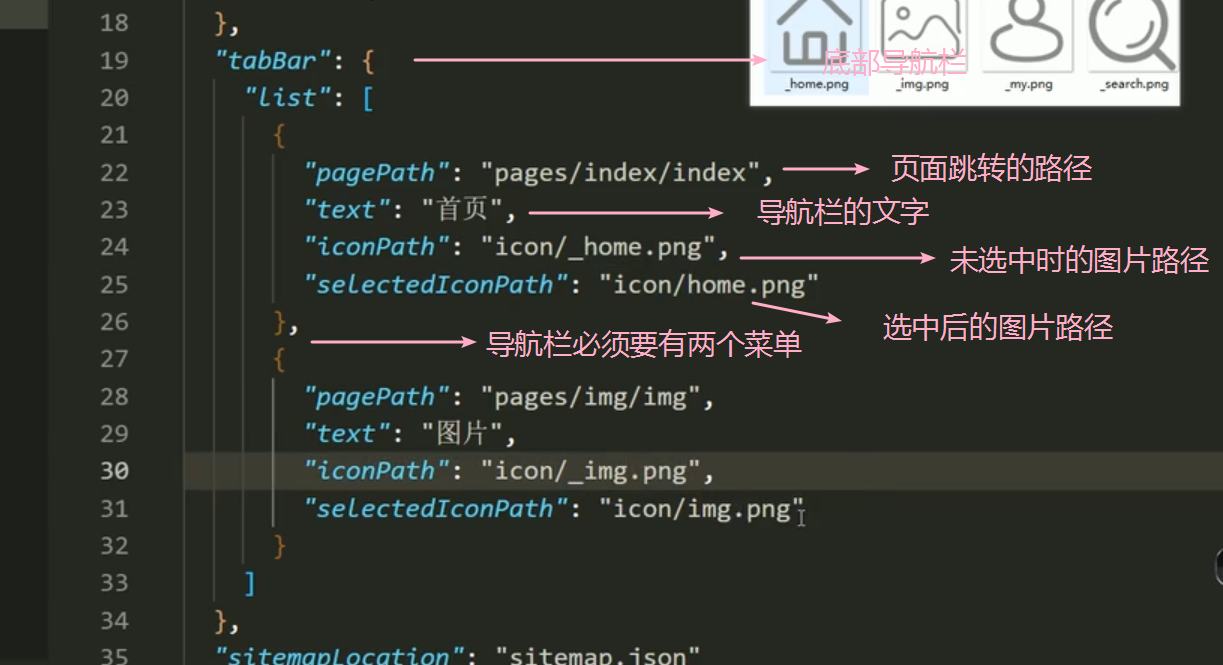 18 },
19 "tabBar": { 底部导航栏
_home.png _img.png _my.png _search.png
20 "list": [
21 {
22 "pagePath": "pages/index/index", 页面跳转的路径
23 "text": "首页", 导航栏的文字
24 "iconPath": "icon/_home.png", 未选中时的图片路径
25 "selectedIconPath": "icon/home.png"
选中后的图片路径
26 },
导航栏必须要有两个菜单
27 {
28 "pagePath": "pages/img/img",
29 "text": "图片",
30 "iconPath": "icon/_img.png",
31 "selectedIconPath": "icon/img.png"
32 }
33 ]
34 },
35 "sitemapLocation": "sitemap.json"